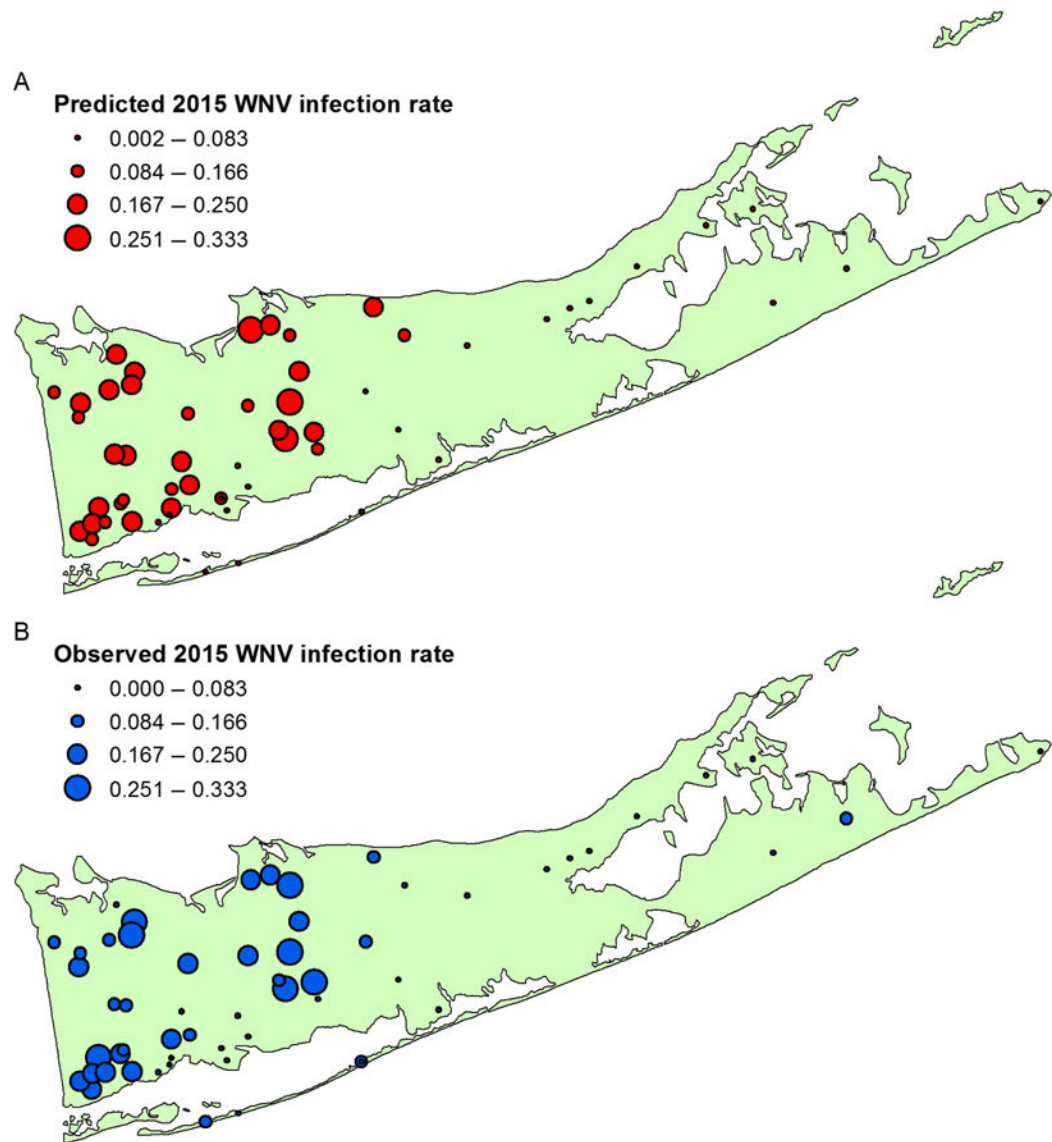 A
Predicted 2015 WNV infection rate
0.002 – 0.083
0.084 – 0.166
0.167 – 0.250
0.251 – 0.333
B
Observed 2015 WNV infection rate
0.000 – 0.083
0.084 – 0.166
0.167 – 0.250
0.251 – 0.333